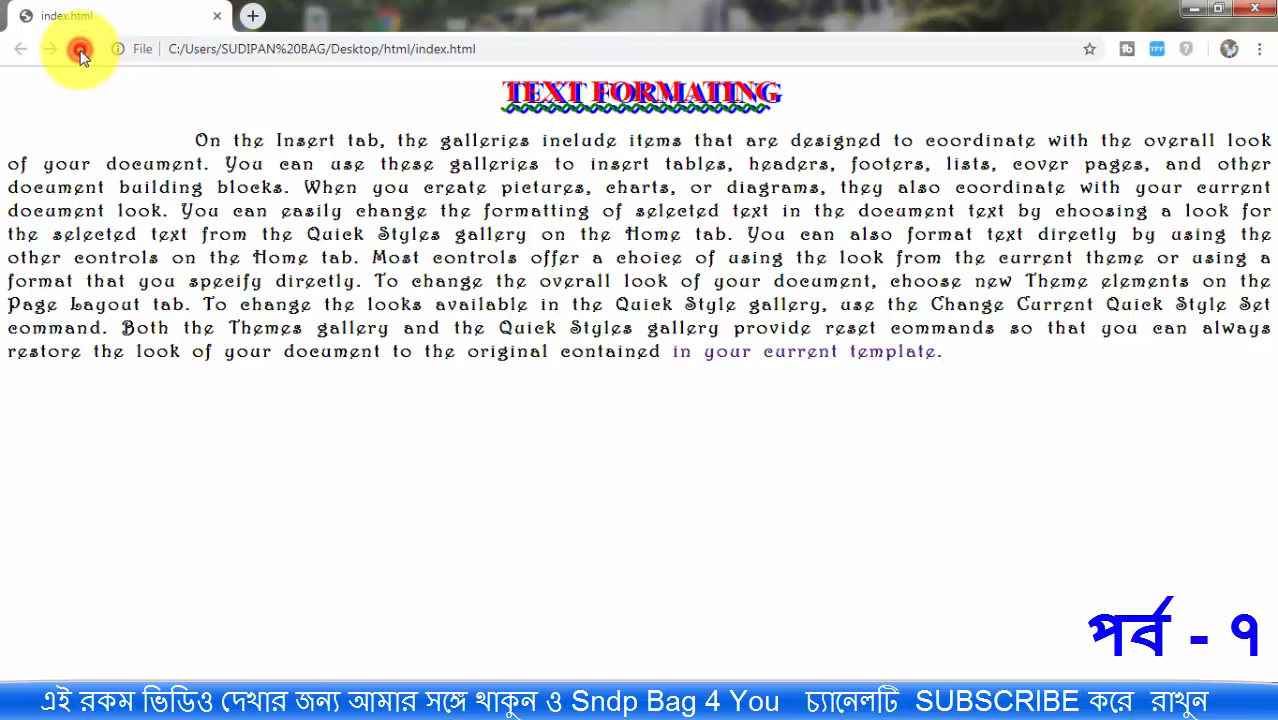 index.html
File C:/Users/SUDIPAN%20BAG/Desktop/html/index.html
TEXT FORMATING
On the Insert tab, the galleries include items that are designed to coordinate with the overall look
of your document. You can use these galleries to insert tables, headers, footers, lists, cover pages, and other
document building blocks. When you create pictures, charts, or diagrams, they also coordinate with your current
document look. You can easily change the formatting of selected text in the document text by choosing a look for
the selected text from the Quick Styles gallery on the Home tab. You can also format text directly by using the
other controls on the Home tab. Most controls offer a choice of using the look from the current theme or using a
format that you specify directly. To change the overall look of your document, choose new Theme elements on the
Page Layout tab. To change the looks available in the Quick Style gallery, use the Change Current Quick Style Set
command. Both the Themes gallery and the Quick Styles gallery provide reset commands so that you can always
restore the look of your document to the original contained in your current template.
পর্ব - ১
এই রকম ভিডিও দেখার জন্য আমার সঙ্গে থাকুন ও Sndp Bag 4 You চ্যানেলটি SUBSCRIBE করে রাখুন